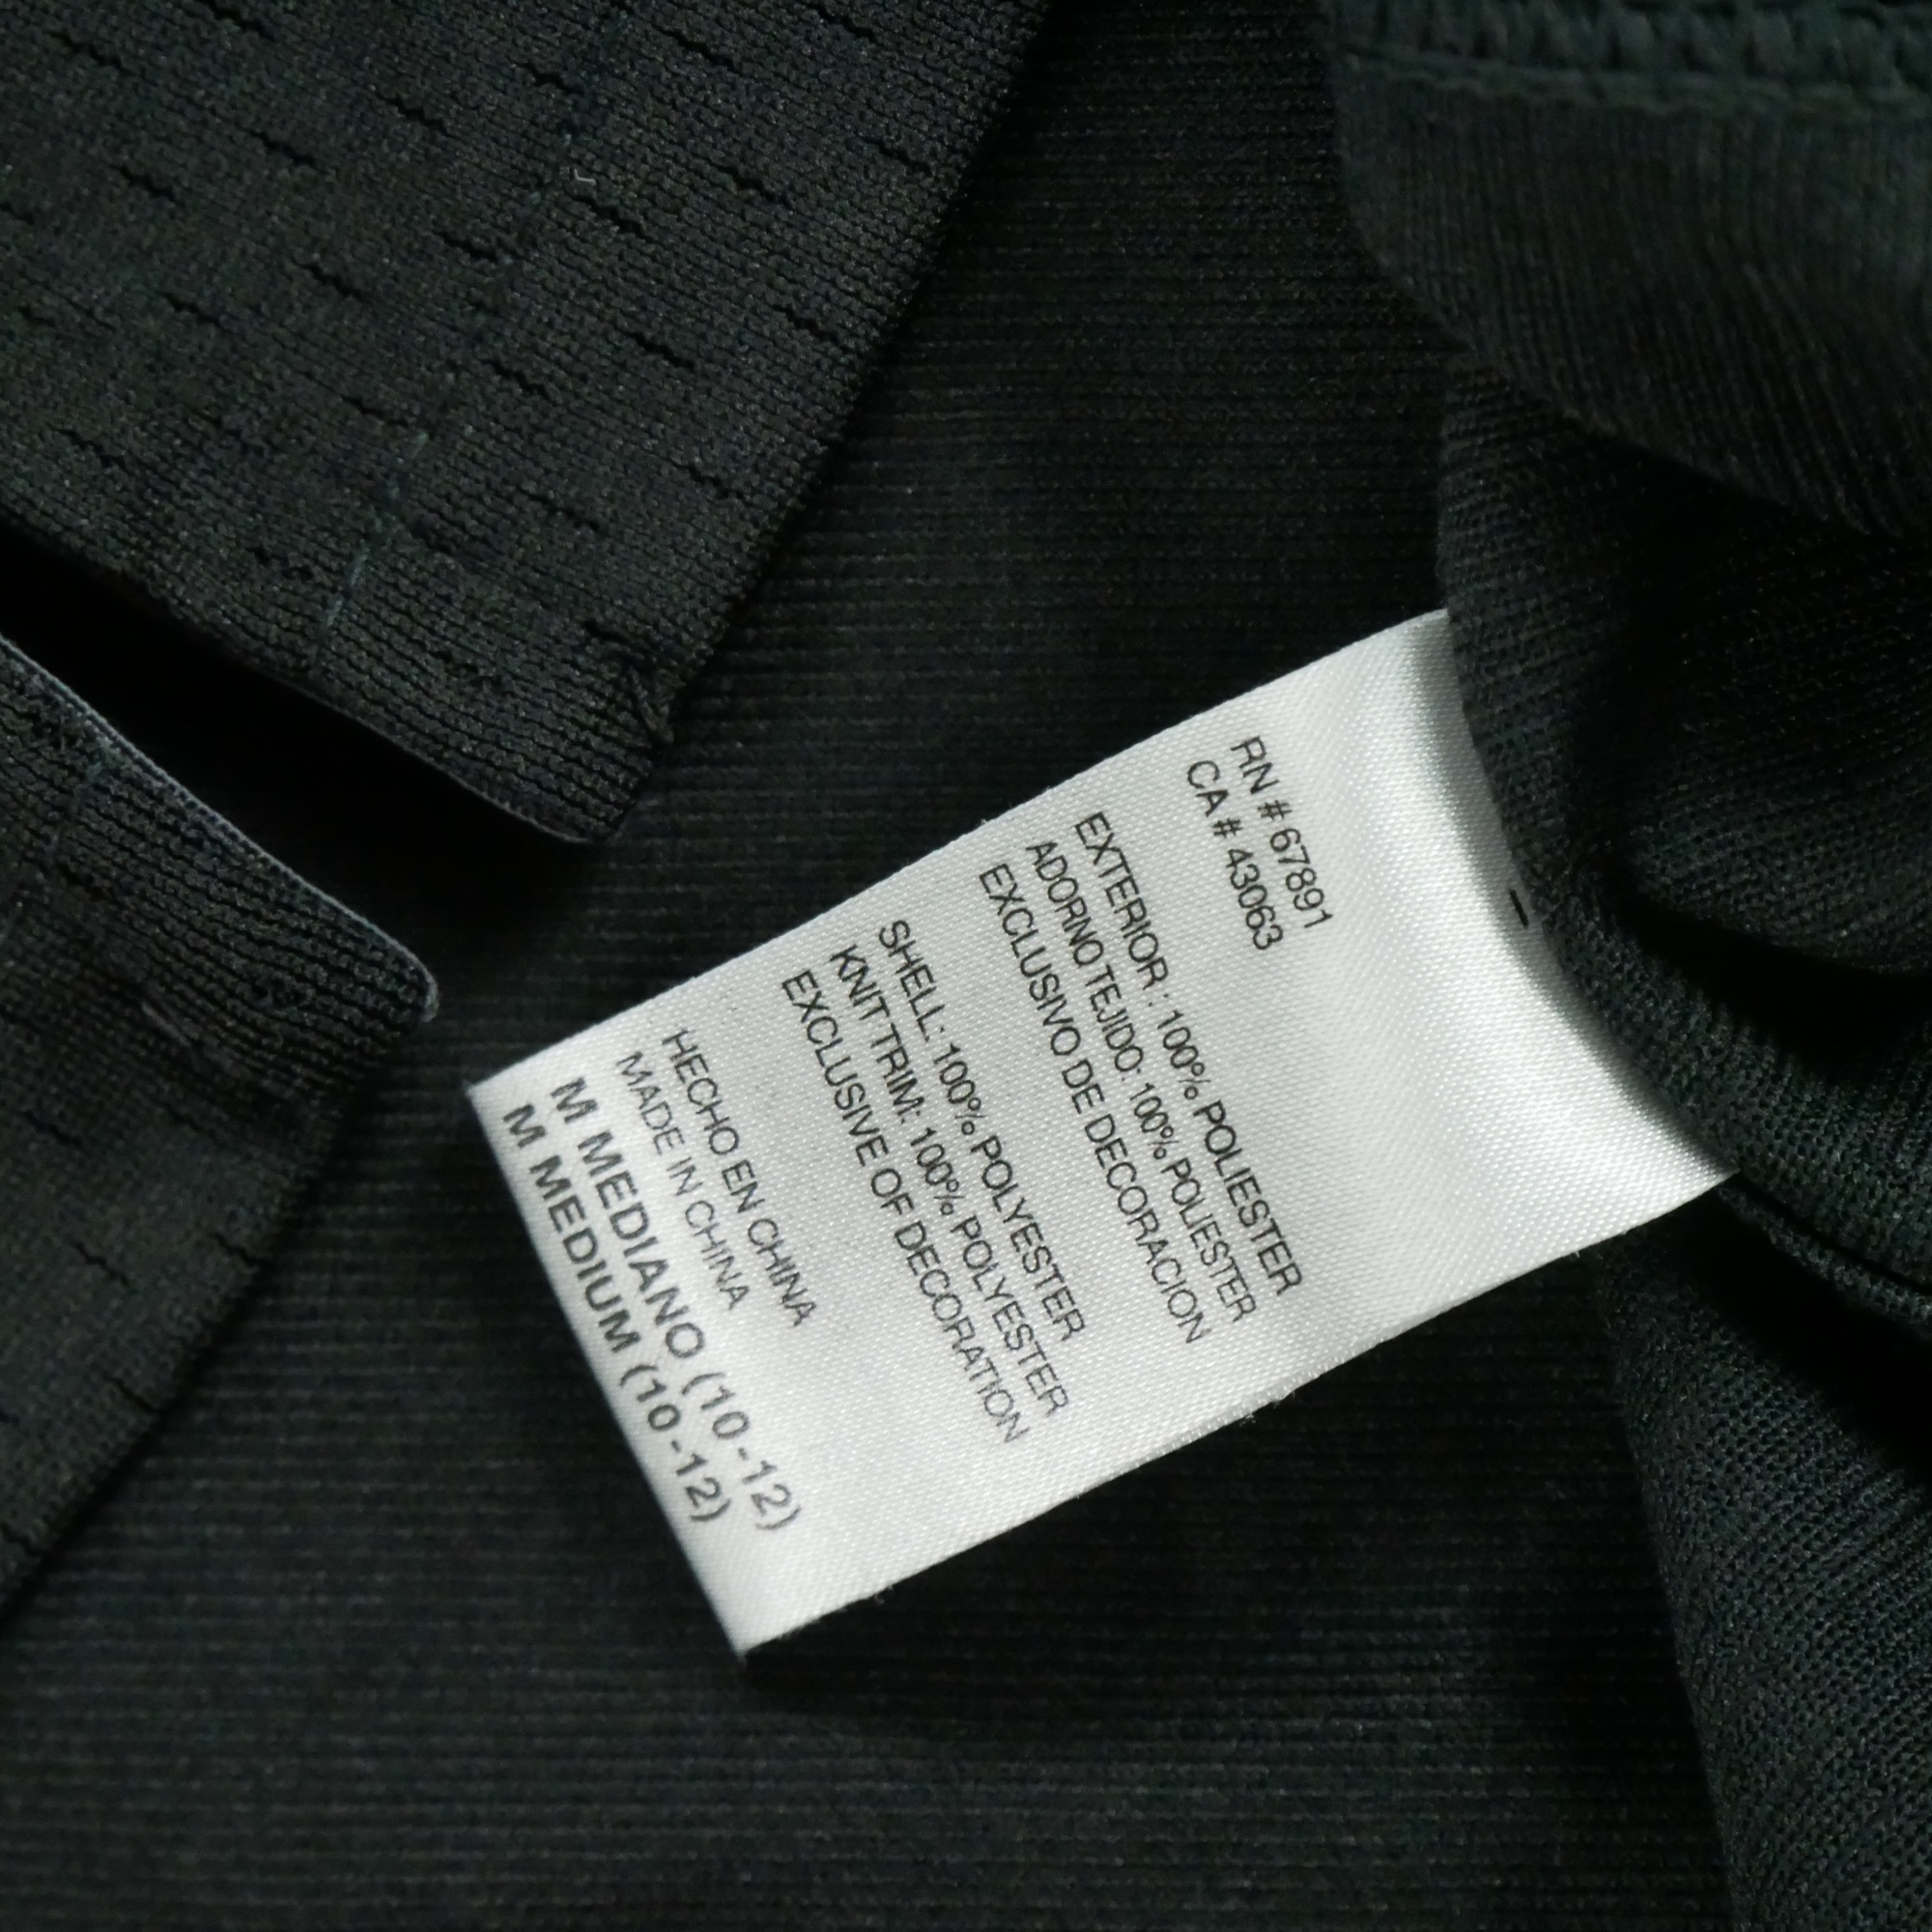 RN # 67891
CA # 43063
EXTERIOR : 100% POLIESTER
ADORNO TEJIDO: 100% POLIESTER
EXCLUSIVO DE DECORACION
SHELL: 100% POLYESTER
KNIT TRIM: 100% POLYESTER
EXCLUSIVE OF DECORATION
HECHO EN CHINA
MADE IN CHINA
M MEDIANO (10-12)
M MEDIUM (10-12)